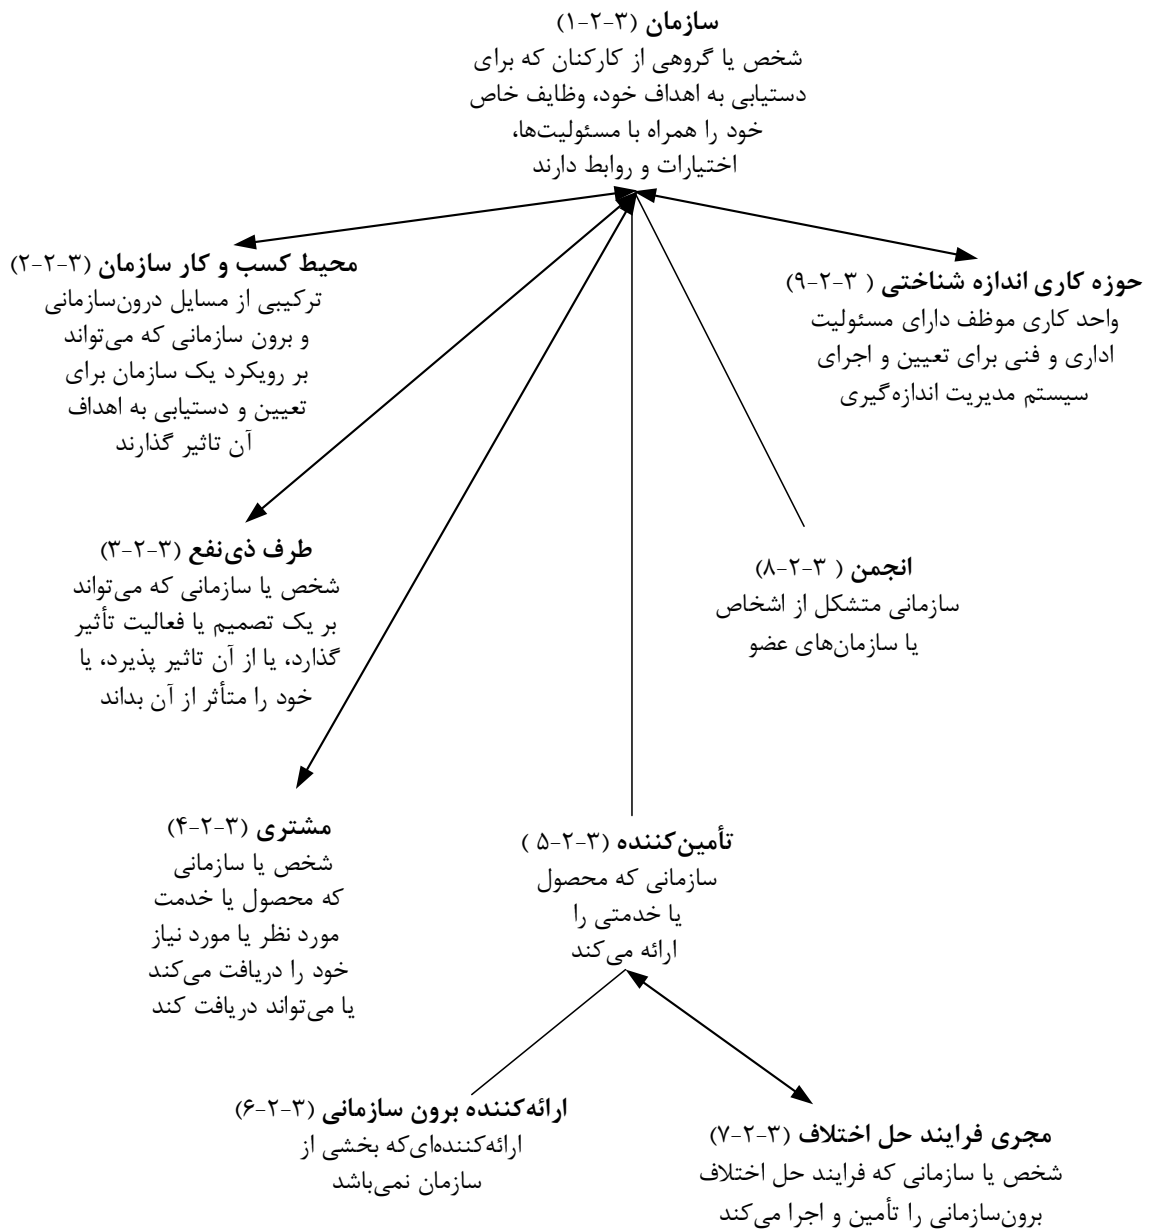 سازمان (۳-۲-۱)
شخص یا گروهی از کارکنان که برای
دستیابی به اهداف خود، وظایف خاص
خود را همراه با مسئولیت‌ها،
اختیارات و روابط دارند
محیط کسب و کار سازمان (۳-۲-۲)
ترکیبی از مسایل درون‌سازمانی
و برون سازمانی که می‌تواند
بر رویکرد یک سازمان برای
تعیین و دستیابی به اهداف
آن تاثیر گذارند
حوزه کاری اندازه شناختی ( ۳-۲-۹)
واحد کاری موظف دارای مسئولیت
اداری و فنی برای تعیین و اجرای
سیستم مدیریت اندازه‌گیری
طرف ذی‌نفع (۳-۲-۳)
شخص یا سازمانی که می‌تواند
بر یک تصمیم یا فعالیت تأثیر
گذارد، یا از آن تاثیر پذیرد، یا
خود را متأثر از آن بداند
انجمن ( ۳-۲-۸)
سازمانی متشکل از اشخاص
یا سازمان‌های عضو
مشتری (۳-۲-۴)
شخص یا سازمانی
که محصول یا خدمت
مورد نظر یا مورد نیاز
خود را دریافت می‌کند
یا می‌تواند دریافت کند
تأمین‌کننده (۳-۲-۵ )
سازمانی که محصول
یا خدمتی را
ارائه می‌کند
ارائه‌کننده برون سازمانی (۳-۲-۶)
ارائه‌کننده‌ای‌که بخشی از
سازمان نمی‌باشد
مجری فرایند حل اختلاف (۳-۲-۷)
شخص یا سازمانی که فرایند حل اختلاف
برون‌سازمانی را تأمین و اجرا می‌کند